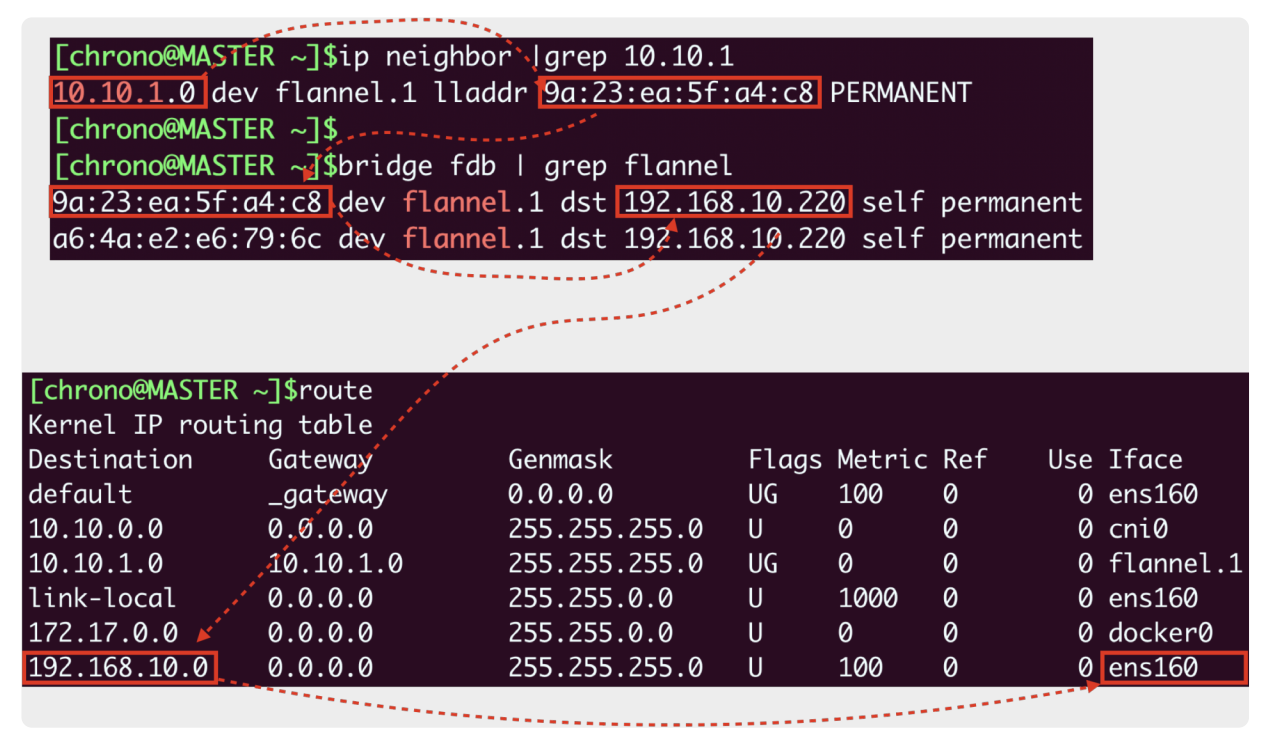 [chrono@MASTER ~]$ip neighbor |grep 10.10.1
10.10.1.0 dev flannel.1 lladdr 9a:23:ea:5f:a4:c8 PERMANENT
[chrono@MASTER ~]$
[chrono@MASTER ~]$bridge fdb | grep flannel
9a:23:ea:5f:a4:c8 dev flannel.1 dst 192.168.10.220 self permanent
a6:4a:e2:e6:79:6c dev flannel.1 dst 192.168.10.220 self permanent
[chrono@MASTER ~]$route
Kernel IP routing table
Destination Gateway Genmask Flags Metric Ref Use Iface
default _gateway 0.0.0.0 UG 100 0 0 ens160
10.10.0.0 0.0.0.0 255.255.255.0 U 0 0 0 cni0
10.10.1.0 10.10.1.0 255.255.255.0 UG 0 0 0 flannel.1
link-local 0.0.0.0 255.255.0.0 U 1000 0 0 ens160
172.17.0.0 0.0.0.0 255.255.0.0 U 0 0 0 docker0
192.168.10.0 0.0.0.0 255.255.255.0 U 100 0 0 ens160